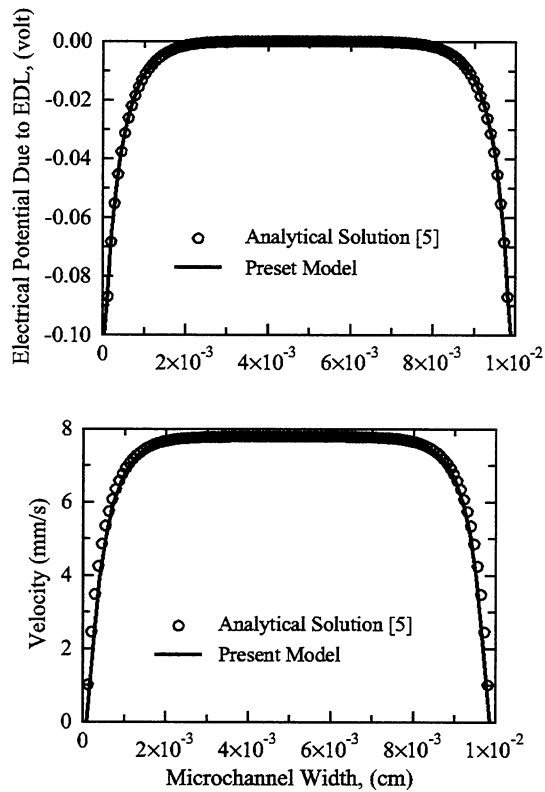 Electrical Potential Due to EDL, (volt)
0.00
-0.02
-0.04
-0.06
-0.08
-0.10
Analytical Solution [5]
Preset Model
0 2×10⁻³ 4×10⁻³ 6×10⁻³ 8×10⁻³ 1×10⁻²
Velocity (mm/s)
8
6
4
2
0
Analytical Solution [5]
Present Model
0 2×10⁻³ 4×10⁻³ 6×10⁻³ 8×10⁻³ 1×10⁻²
Microchannel Width, (cm)